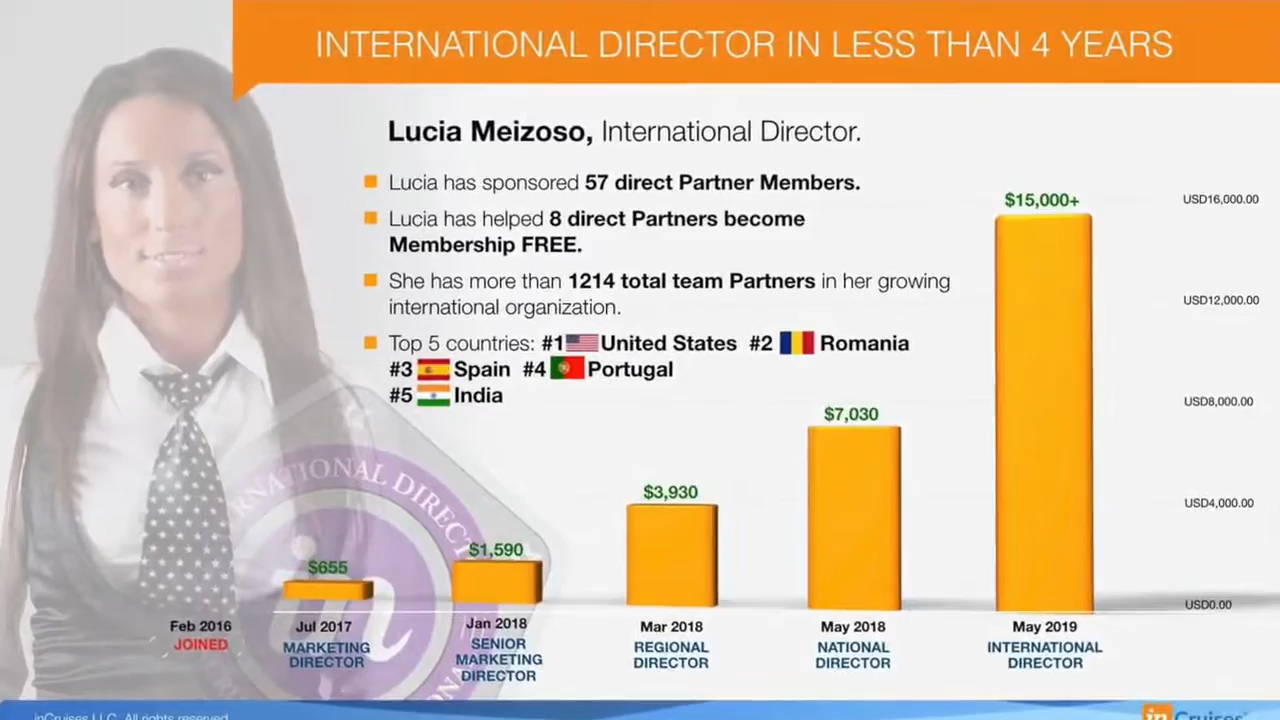 INTERNATIONAL DIRECTOR IN LESS THAN 4 YEARS
Lucia Meizoso, International Director.
Lucia has sponsored 57 direct Partner Members.
Lucia has helped 8 direct Partners become
Membership FREE.
She has more than 1214 total team Partners in her growing
international organization.
Top 5 countries: #1 United States #2 Romania
#3 Spain #4 Portugal
#5 India
$655
$1,590
$3,930
$7,030
$15,000+
USD16,000.00
USD12,000.00
USD8,000.00
USD4,000.00
USD0.00
Feb 2016
JOINED
Jul 2017
MARKETING
DIRECTOR
Jan 2018
SENIOR
MARKETING
DIRECTOR
Mar 2018
REGIONAL
DIRECTOR
May 2018
NATIONAL
DIRECTOR
May 2019
INTERNATIONAL
DIRECTOR
RNATIONAL DIRECT
in
ONAL
inCruises LLC. All rights reserved
inCruises